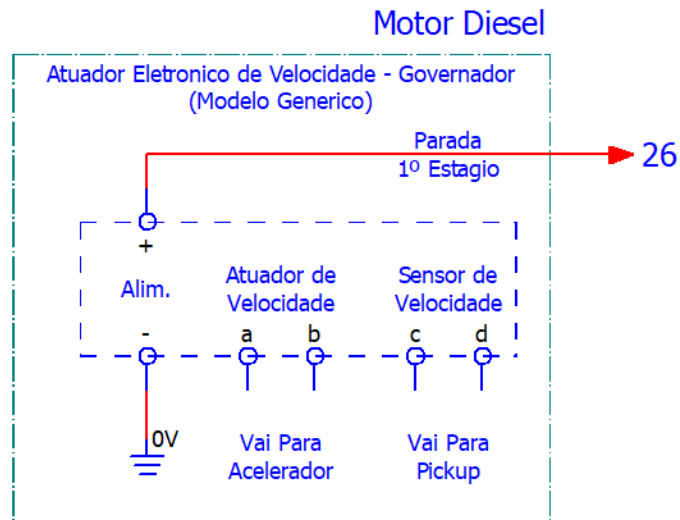 Motor Diesel
Atuador Eletronico de Velocidade - Governador
(Modelo Generico)
Parada
1º Estagio
26
+
Alim.
Atuador de
Velocidade
Sensor de
Velocidade
-
a
b
c
d
0V
Vai Para
Acelerador
Vai Para
Pickup